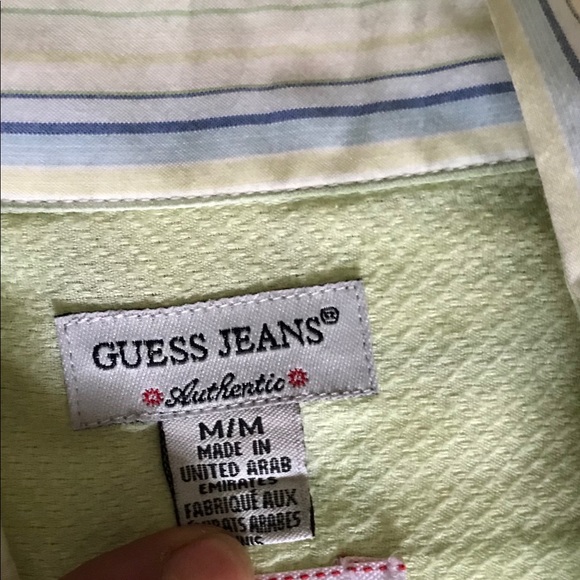 GUESS JEANS®
Authentic
M/M
MADE IN
UNITED ARAB
EMIRATES
FABRIQUÉ AUX
ARABES